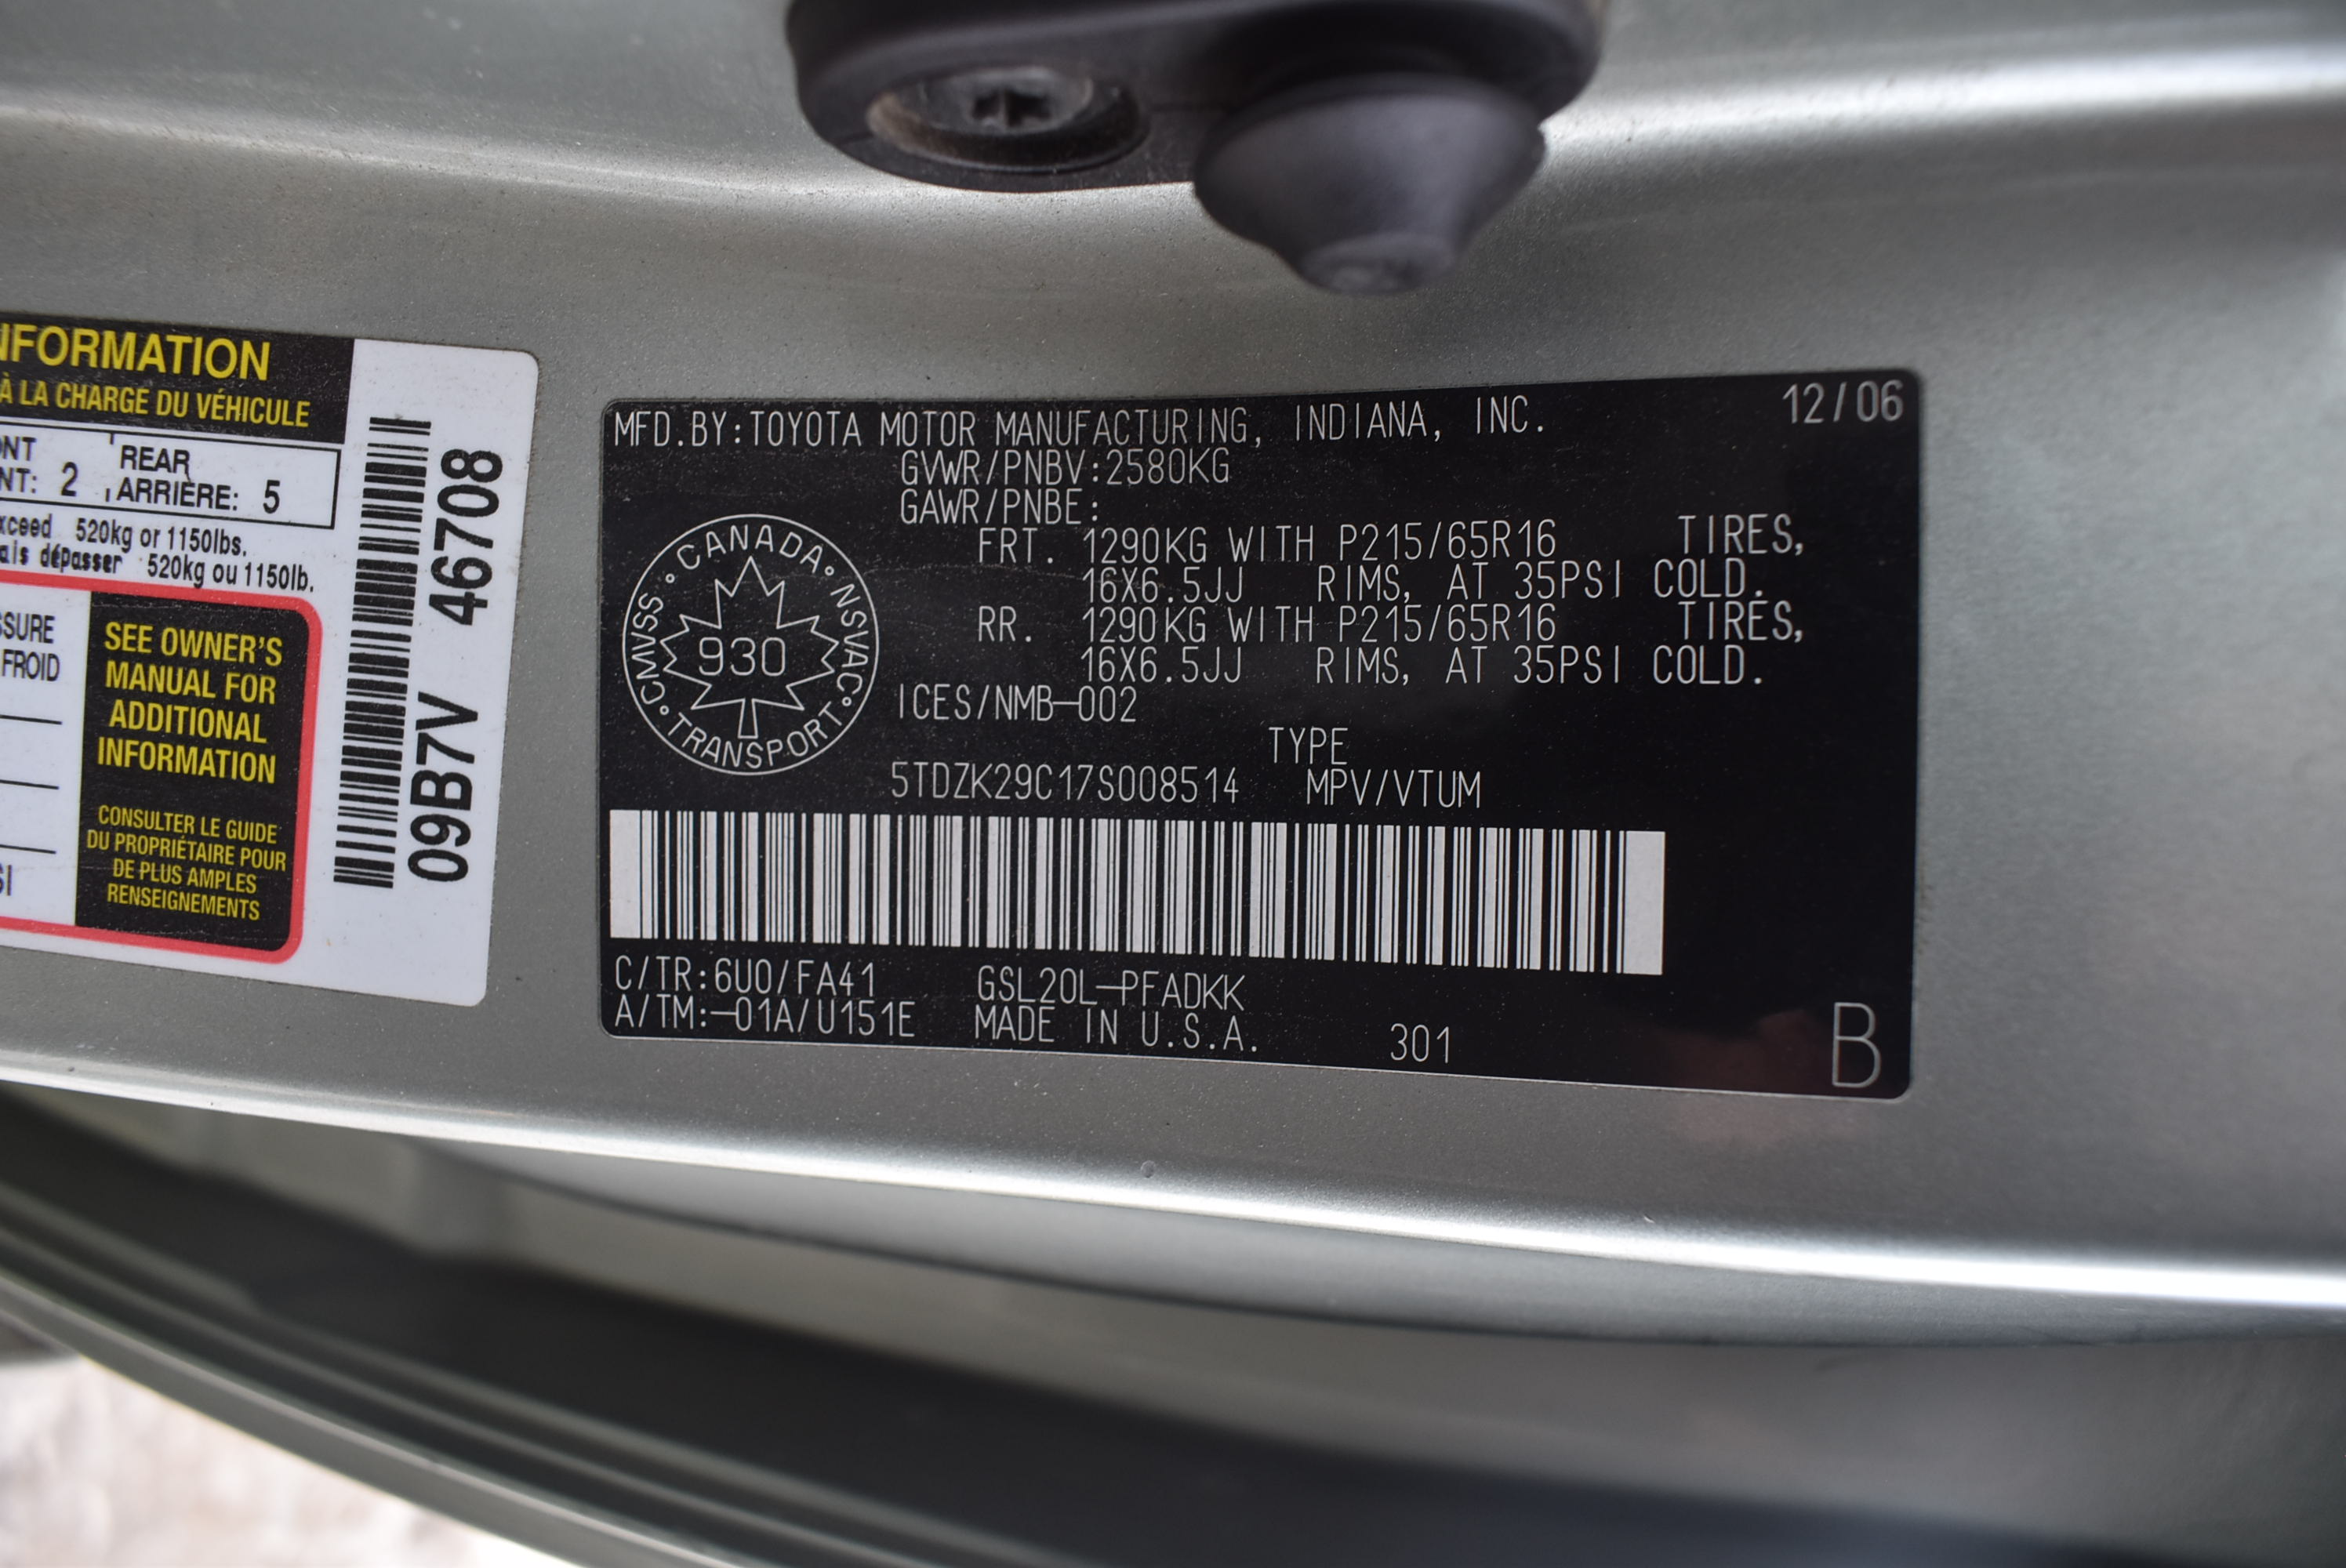 NFORMATION
À LA CHARGE DU VÉHICULE
REAR
NT: 2 ARRIÈRE: 5
xceed 520kg or 1150lbs.
ais dépasser 520kg ou 1150lb.
SSURE
FROID
SEE OWNER'S
MANUAL FOR
ADDITIONAL
INFORMATION
CONSULTER LE GUIDE
DU PROPRIÉTAIRE POUR
DE PLUS AMPLES
RENSEIGNEMENTS
SI
09B7V 46708
MFD.BY:TOYOTA MOTOR MANUFACTURING, INDIANA, INC. 12/06
GVWR/PNBV:2580KG
GAWR/PNBE:
FRT. 1290KG WITH P215/65R16 TIRES,
16X6.5JJ RIMS, AT 35PSI COLD.
RR. 1290KG WITH P215/65R16 TIRES,
16X6.5JJ RIMS, AT 35PSI COLD.
CANADA · NSVAC · TRANSPORT · CMVSS
930
ICES/NMB-002
TYPE
5TDZK29C17S008514 MPV/VTUM
C/TR:6U0/FA41 GSL20L-PFADKK
A/TM:-01A/U151E MADE IN U.S.A. 301
B